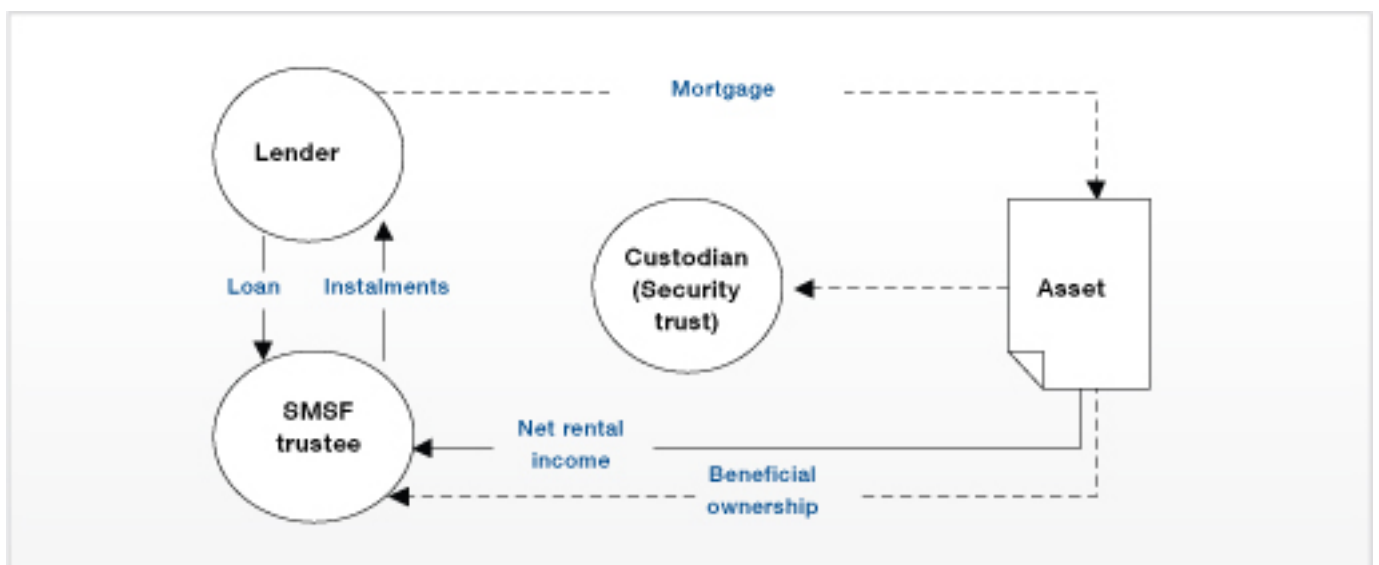 Mortgage
Lender
Custodian
(Security
trust)
Asset
Loan
Instalments
SMSF
trustee
Net rental
income
Beneficial
ownership